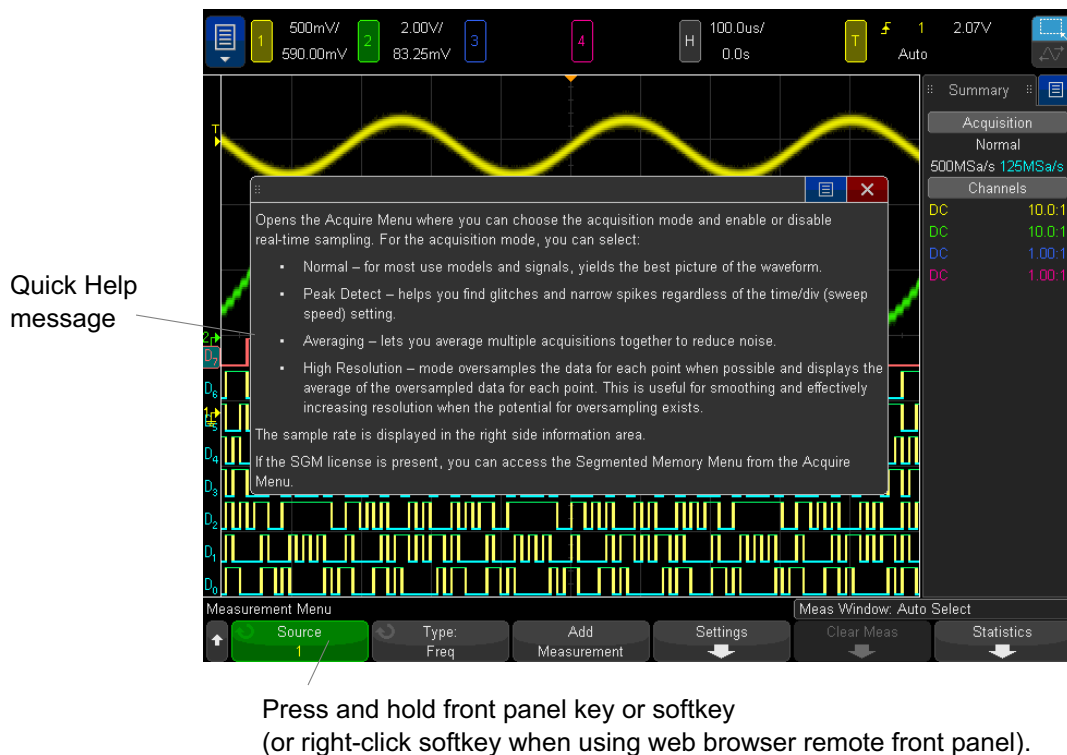 500mV/
1
590.00mV
2.00V/
2
83.25mV
3
4
100.0us/
H
0.0s
T
1
Auto
2.07V
Summary
Acquisition
Normal
500MSa/s 125MSa/s
Channels
DC 10.0:1
DC 10.0:1
DC 1.00:1
DC 1.00:1
T
Opens the Acquire Menu where you can choose the acquisition mode and enable or disable
real-time sampling. For the acquisition mode, you can select:
▪ Normal – for most use models and signals, yields the best picture of the waveform.
▪ Peak Detect – helps you find glitches and narrow spikes regardless of the time/div (sweep
speed) setting.
▪ Averaging – lets you average multiple acquisitions together to reduce noise.
▪ High Resolution – mode oversamples the data for each point when possible and displays the
average of the oversampled data for each point. This is useful for smoothing and effectively
increasing resolution when the potential for oversampling exists.
The sample rate is displayed in the right side information area.
If the SGM license is present, you can access the Segmented Memory Menu from the Acquire
Menu.
Quick Help
message
2
D7
D6
1
D4
D3
D2
D1
D0
Measurement Menu
Meas Window: Auto Select
Source
1
Type:
Freq
Add
Measurement
Settings
Clear Meas
Statistics
Press and hold front panel key or softkey
(or right-click softkey when using web browser remote front panel).